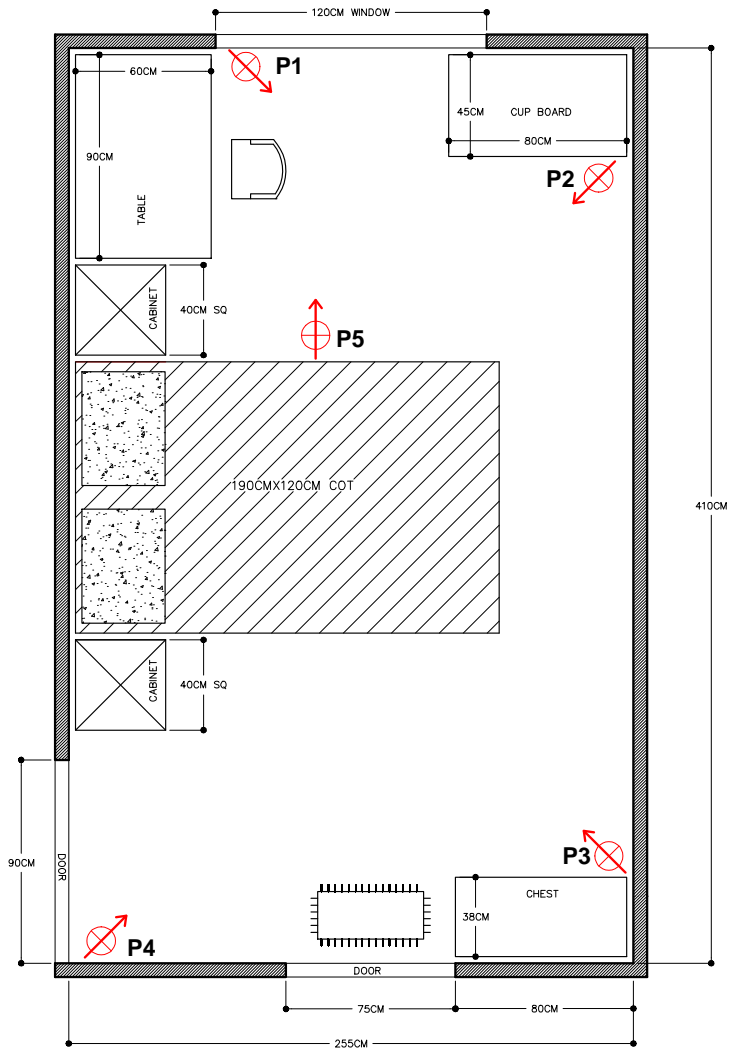 120CM WINDOW
P1
60CM
45CM
CUP BOARD
80CM
90CM
P2
TABLE
CABINET
40CM SQ
P5
190CMX120CM COT
410CM
CABINET
40CM SQ
90CM
DOOR
P3
CHEST
38CM
P4
DOOR
75CM
80CM
255CM